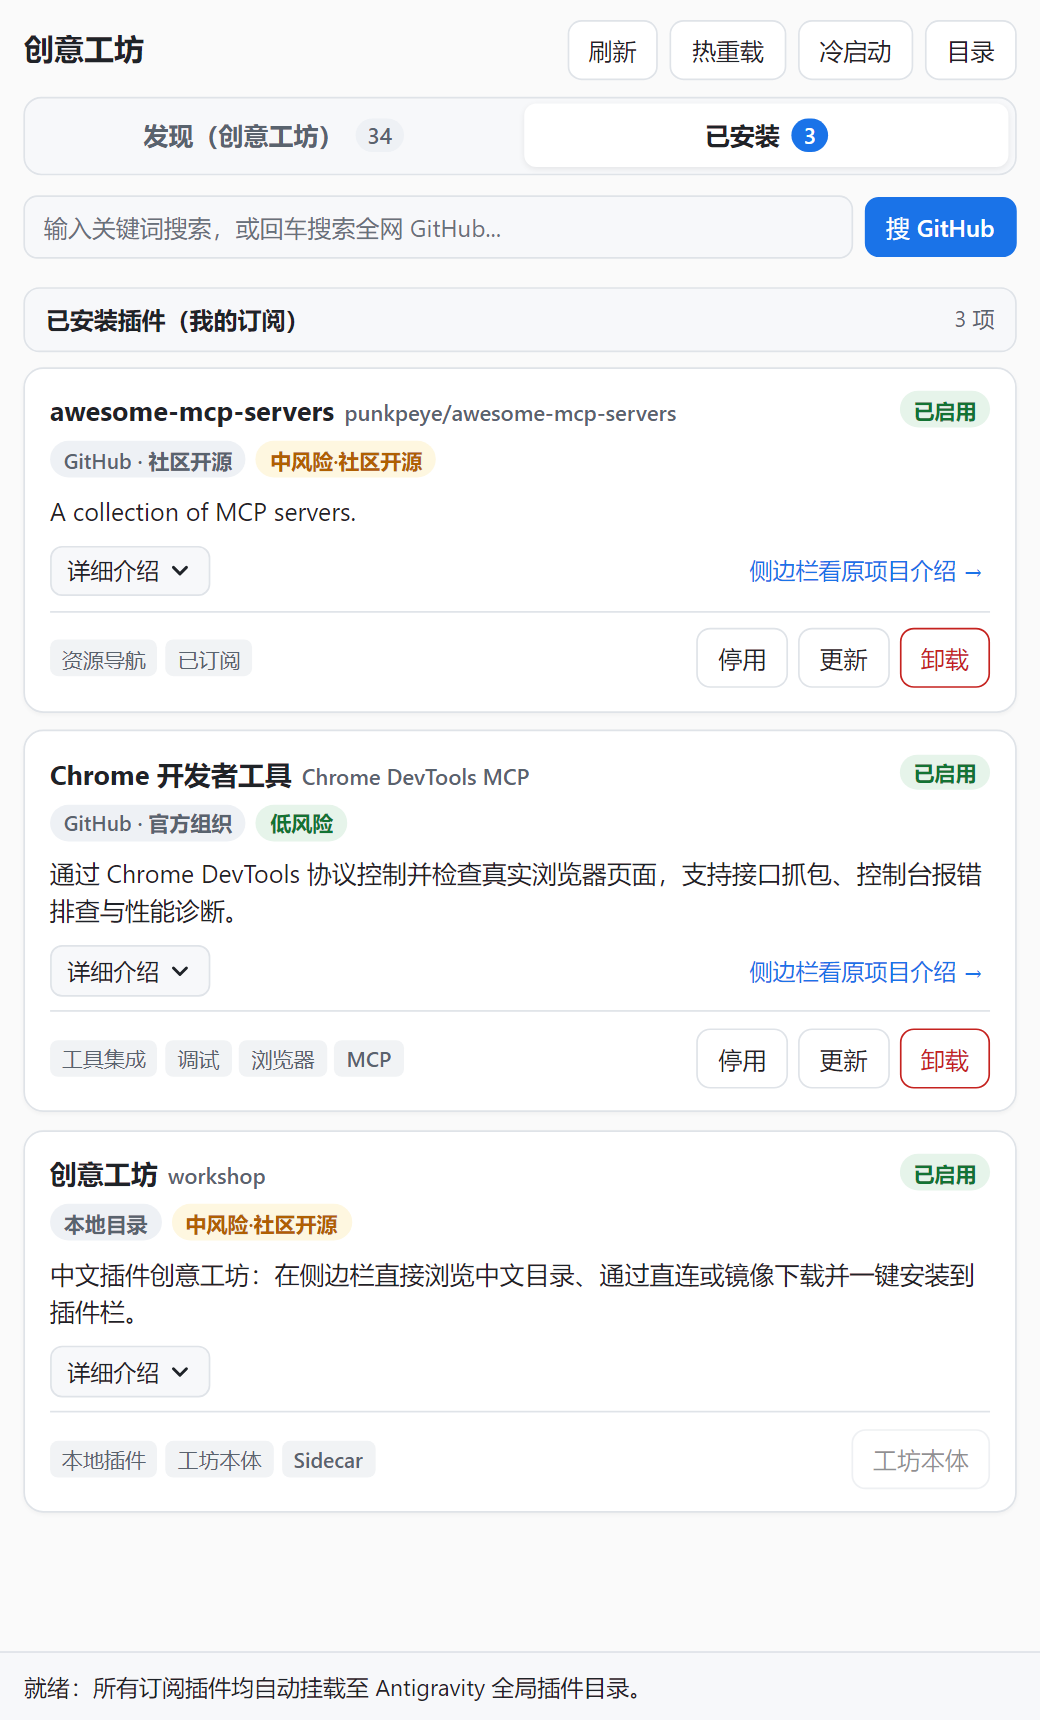 创意工坊
刷新 热重载 冷启动 目录
发现（创意工坊） 34 已安装 3
输入关键词搜索，或回车搜索全网 GitHub... 搜 GitHub
已安装插件（我的订阅） 3 项
awesome-mcp-servers punkpeye/awesome-mcp-servers 已启用
GitHub · 社区开源 中风险·社区开源
A collection of MCP servers.
详细介绍 侧边栏看原项目介绍 →
资源导航 已订阅 停用 更新 卸载
Chrome 开发者工具 Chrome DevTools MCP 已启用
GitHub · 官方组织 低风险
通过 Chrome DevTools 协议控制并检查真实浏览器页面，支持接口抓包、控制台报错
排查与性能诊断。
详细介绍 侧边栏看原项目介绍 →
工具集成 调试 浏览器 MCP 停用 更新 卸载
创意工坊 workshop 已启用
本地目录 中风险·社区开源
中文插件创意工坊：在侧边栏直接浏览中文目录、通过直连或镜像下载并一键安装到
插件栏。
详细介绍
本地插件 工坊本体 Sidecar 工坊本体
就绪：所有订阅插件均自动挂载至 Antigravity 全局插件目录。